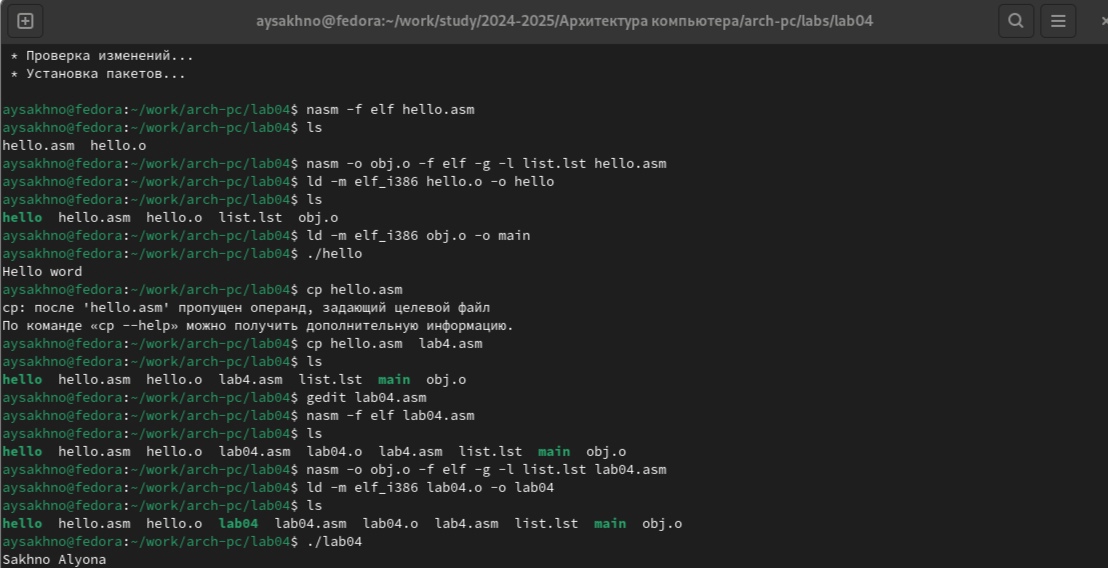 aysakhno@fedora:~/work/study/2024-2025/Архитектура компьютера/arch-pc/labs/lab04
* Проверка изменений...
* Установка пакетов...
aysakhno@fedora:~/work/arch-pc/lab04$ nasm -f elf hello.asm
aysakhno@fedora:~/work/arch-pc/lab04$ ls
hello.asm  hello.o
aysakhno@fedora:~/work/arch-pc/lab04$ nasm -o obj.o -f elf -g -l list.lst hello.asm
aysakhno@fedora:~/work/arch-pc/lab04$ ld -m elf_i386 hello.o -o hello
aysakhno@fedora:~/work/arch-pc/lab04$ ls
hello  hello.asm  hello.o  list.lst  obj.o
aysakhno@fedora:~/work/arch-pc/lab04$ ld -m elf_i386 obj.o -o main
aysakhno@fedora:~/work/arch-pc/lab04$ ./hello
Hello word
aysakhno@fedora:~/work/arch-pc/lab04$ cp hello.asm
cp: после 'hello.asm' пропущен операнд, задающий целевой файл
По команде «cp --help» можно получить дополнительную информацию.
aysakhno@fedora:~/work/arch-pc/lab04$ cp hello.asm  lab4.asm
aysakhno@fedora:~/work/arch-pc/lab04$ ls
hello  hello.asm  hello.o  lab4.asm  list.lst  main  obj.o
aysakhno@fedora:~/work/arch-pc/lab04$ gedit lab04.asm
aysakhno@fedora:~/work/arch-pc/lab04$ nasm -f elf lab04.asm
aysakhno@fedora:~/work/arch-pc/lab04$ ls
hello  hello.asm  hello.o  lab04.asm  lab04.o  lab4.asm  list.lst  main  obj.o
aysakhno@fedora:~/work/arch-pc/lab04$ nasm -o obj.o -f elf -g -l list.lst lab04.asm
aysakhno@fedora:~/work/arch-pc/lab04$ ld -m elf_i386 lab04.o -o lab04
aysakhno@fedora:~/work/arch-pc/lab04$ ls
hello  hello.asm  hello.o  lab04  lab04.asm  lab04.o  lab4.asm  list.lst  main  obj.o
aysakhno@fedora:~/work/arch-pc/lab04$ ./lab04
Sakhno Alyona